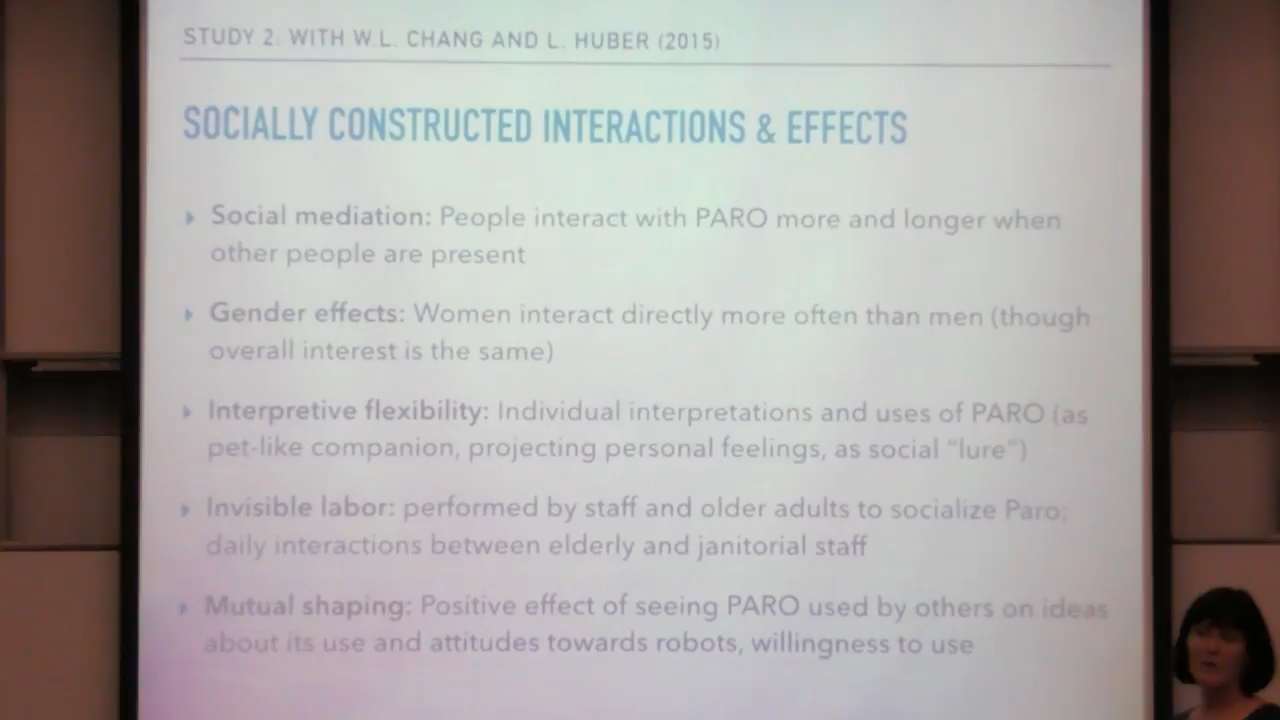 STUDY 2. WITH W.L. CHANG AND L. HUBER (2015)
SOCIALLY CONSTRUCTED INTERACTIONS & EFFECTS
Social mediation: People interact with PARO more and longer when
other people are present
Gender effects: Women interact directly more often than men (though
overall interest is the same)
Interpretive flexibility: Individual interpretations and uses of PARO (as
pet-like companion, projecting personal feelings, as social “lure”)
Invisible labor: performed by staff and older adults to socialize Paro;
daily interactions between elderly and janitorial staff
Mutual shaping: Positive effect of seeing PARO used by others on ideas
about its use and attitudes towards robots, willingness to use